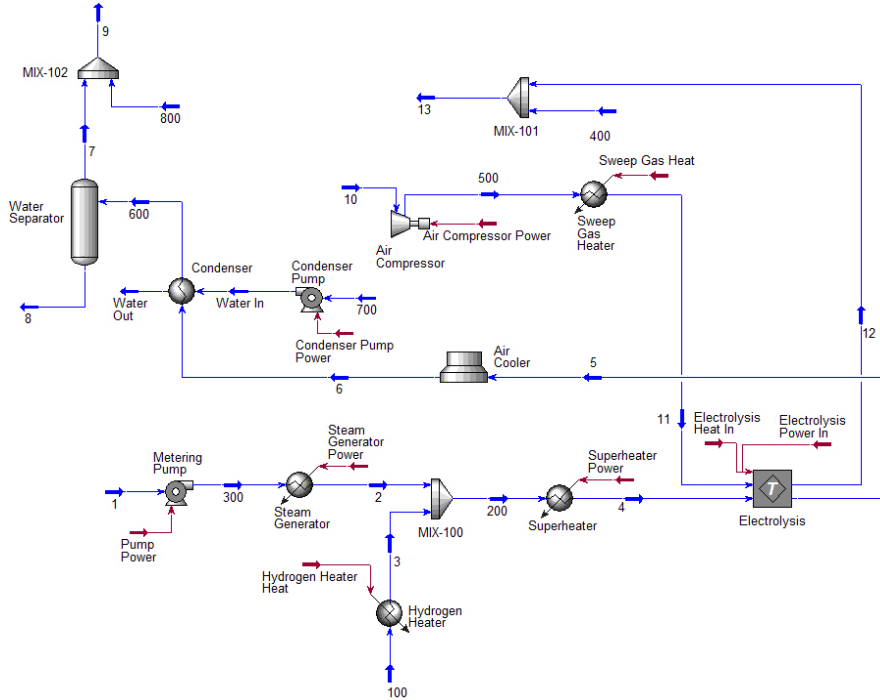 9
MIX-102
800
7
Water
Separator
600
8
Condenser
Water
Out
Water In
Condenser
Pump
700
Condenser Pump
Power
13
MIX-101
400
10
500
Air
Compressor
Air Compressor Power
Sweep Gas Heat
Sweep
Gas
Heater
Air
Cooler
5
6
12
11
Electrolysis
Heat In
Electrolysis
Power In
T
Electrolysis
1
Metering
Pump
Pump
Power
300
Steam
Generator
Power
Steam
Generator
2
MIX-100
200
Superheater
Power
Superheater
4
3
Hydrogen Heater
Heat
Hydrogen
Heater
100